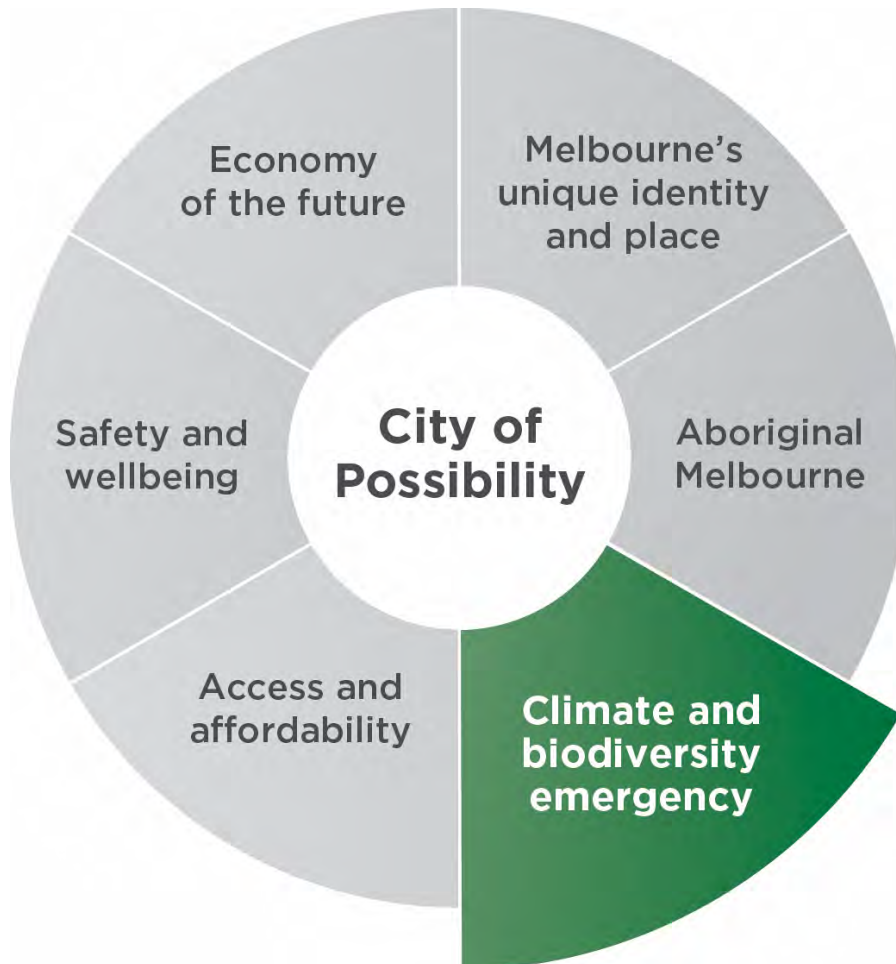 Economy
of the future
Melbourne’s
unique identity
and place
Safety and
wellbeing
City of
Possibility
Aboriginal
Melbourne
Access and
affordability
Climate and
biodiversity
emergency